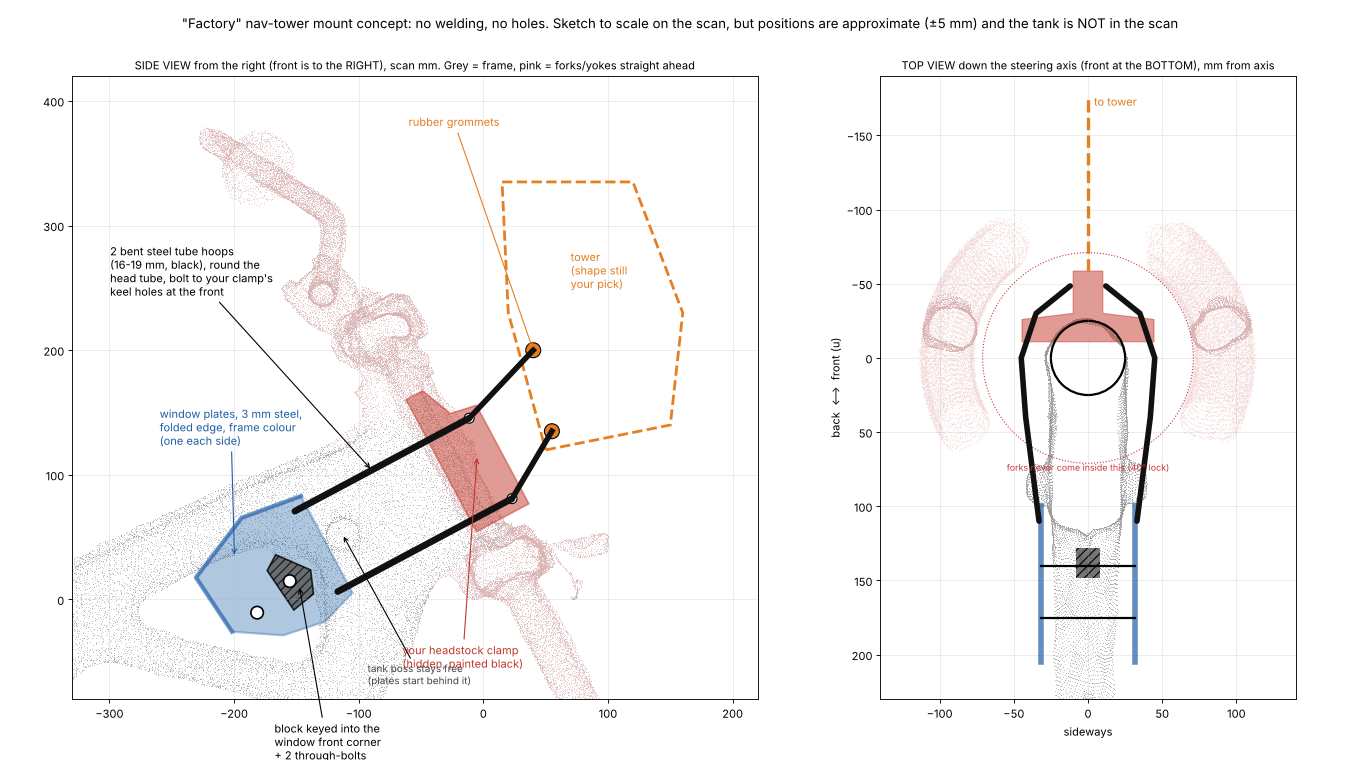 "Factory" nav-tower mount concept: no welding, no holes. Sketch to scale on the scan, but positions are approximate (±5 mm) and the tank is NOT in the scan
SIDE VIEW from the right (front is to the RIGHT), scan mm. Grey = frame, pink = forks/yokes straight ahead
400
300
200
100
0
−300
−200
−100
0
100
200
rubber grommets
tower
(shape still
your pick)
2 bent steel tube hoops
(16-19 mm, black), round the
head tube, bolt to your clamp's
keel holes at the front
window plates, 3 mm steel,
folded edge, frame colour
(one each side)
your headstock clamp
(hidden, painted black)
tank boss stays free
(plates start behind it)
block keyed into the
window front corner
+ 2 through-bolts
TOP VIEW down the steering axis (front at the BOTTOM), mm from axis
to tower
−150
−100
−50
0
50
100
150
200
back <--> front (u)
forks never come inside this (40° lock)
−100
−50
0
50
100
sideways